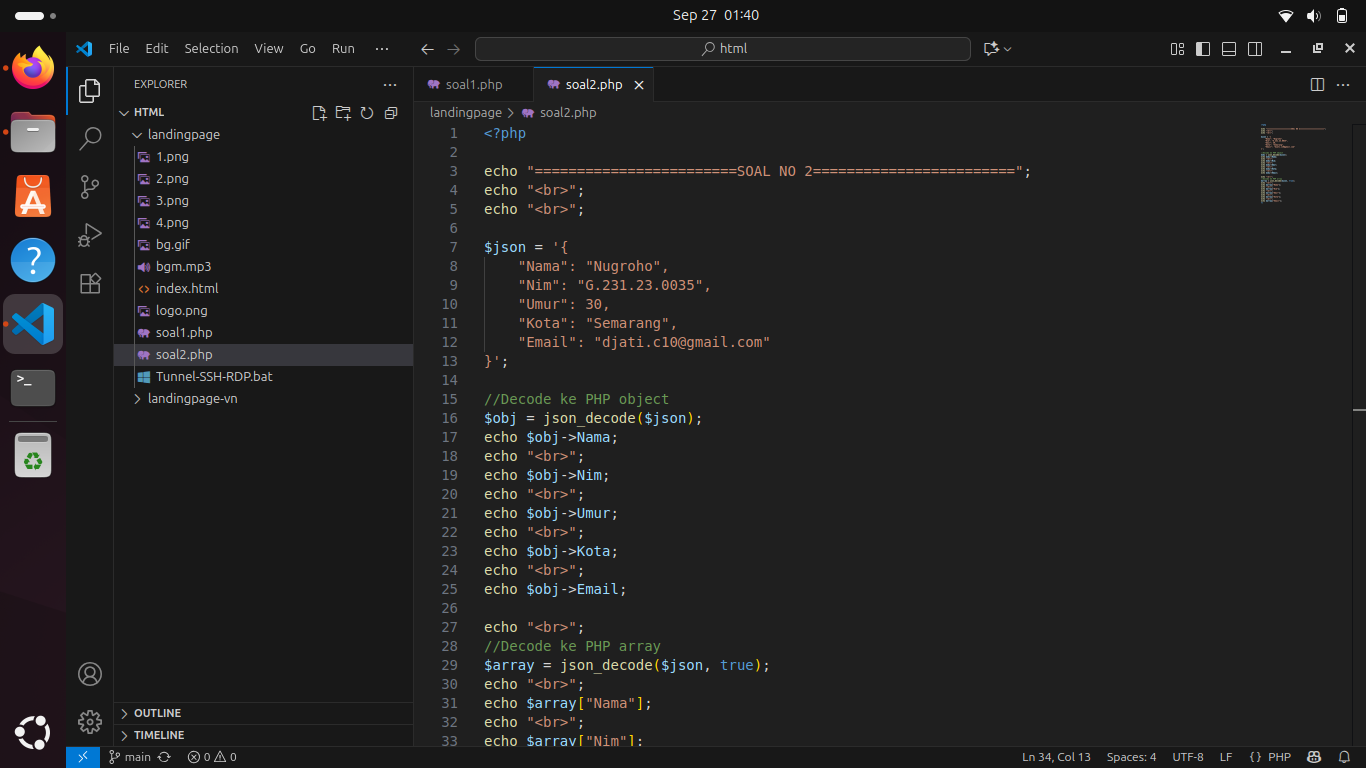 Sep 27 01:40
File Edit Selection View Go Run ···
html
EXPLORER ···
HTML
landingpage
1.png
2.png
3.png
4.png
bg.gif
bgm.mp3
index.html
logo.png
soal1.php
soal2.php
Tunnel-SSH-RDP.bat
landingpage-vn
OUTLINE
TIMELINE
soal1.php soal2.php
landingpage > soal2.php
1 <?php
2
3 echo "========================SOAL NO 2========================";
4 echo "<br>";
5 echo "<br>";
6
7 $json = '{
8     "Nama": "Nugroho",
9     "Nim": "G.231.23.0035",
10     "Umur": 30,
11     "Kota": "Semarang",
12     "Email": "djati.c10@gmail.com"
13 }';
14
15 //Decode ke PHP object
16 $obj = json_decode($json);
17 echo $obj->Nama;
18 echo "<br>";
19 echo $obj->Nim;
20 echo "<br>";
21 echo $obj->Umur;
22 echo "<br>";
23 echo $obj->Kota;
24 echo "<br>";
25 echo $obj->Email;
26
27 echo "<br>";
28 //Decode ke PHP array
29 $array = json_decode($json, true);
30 echo "<br>";
31 echo $array["Nama"];
32 echo "<br>";
33 echo $array["Nim"];
main 0 0 Ln 34, Col 13 Spaces: 4 UTF-8 LF {} PHP